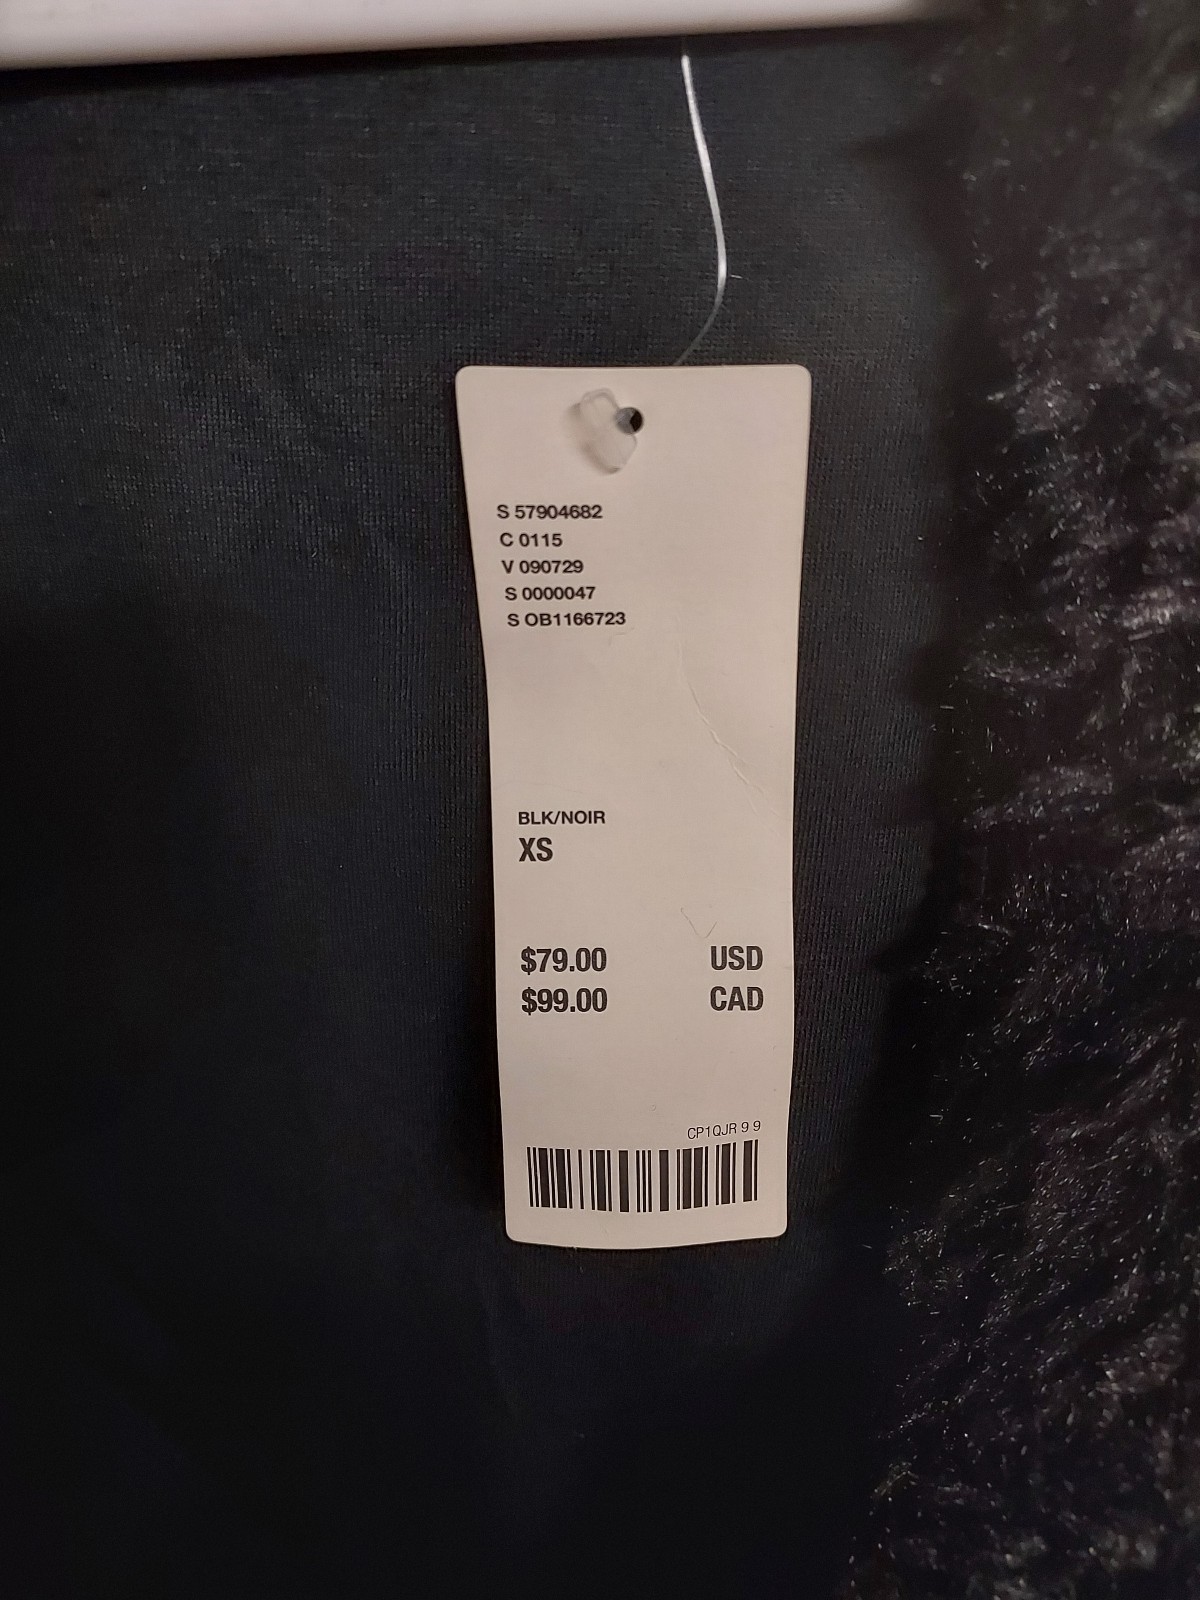 S 57904682
C 0115
V 090729
S 0000047
S OB1166723
BLK/NOIR
XS
$79.00 USD
$99.00 CAD
CP1QJR 9 9